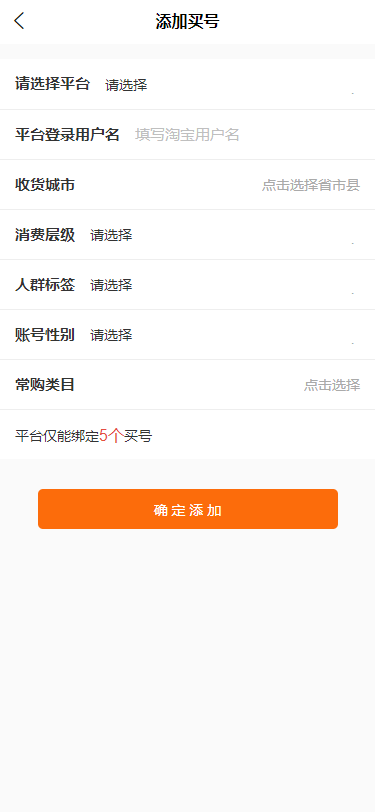 添加买号
请选择平台 请选择
平台登录用户名 填写淘宝用户名
收货城市 点击选择省市县
消费层级 请选择
人群标签 请选择
账号性别 请选择
常购类目 点击选择
平台仅能绑定5个买号
确定添加